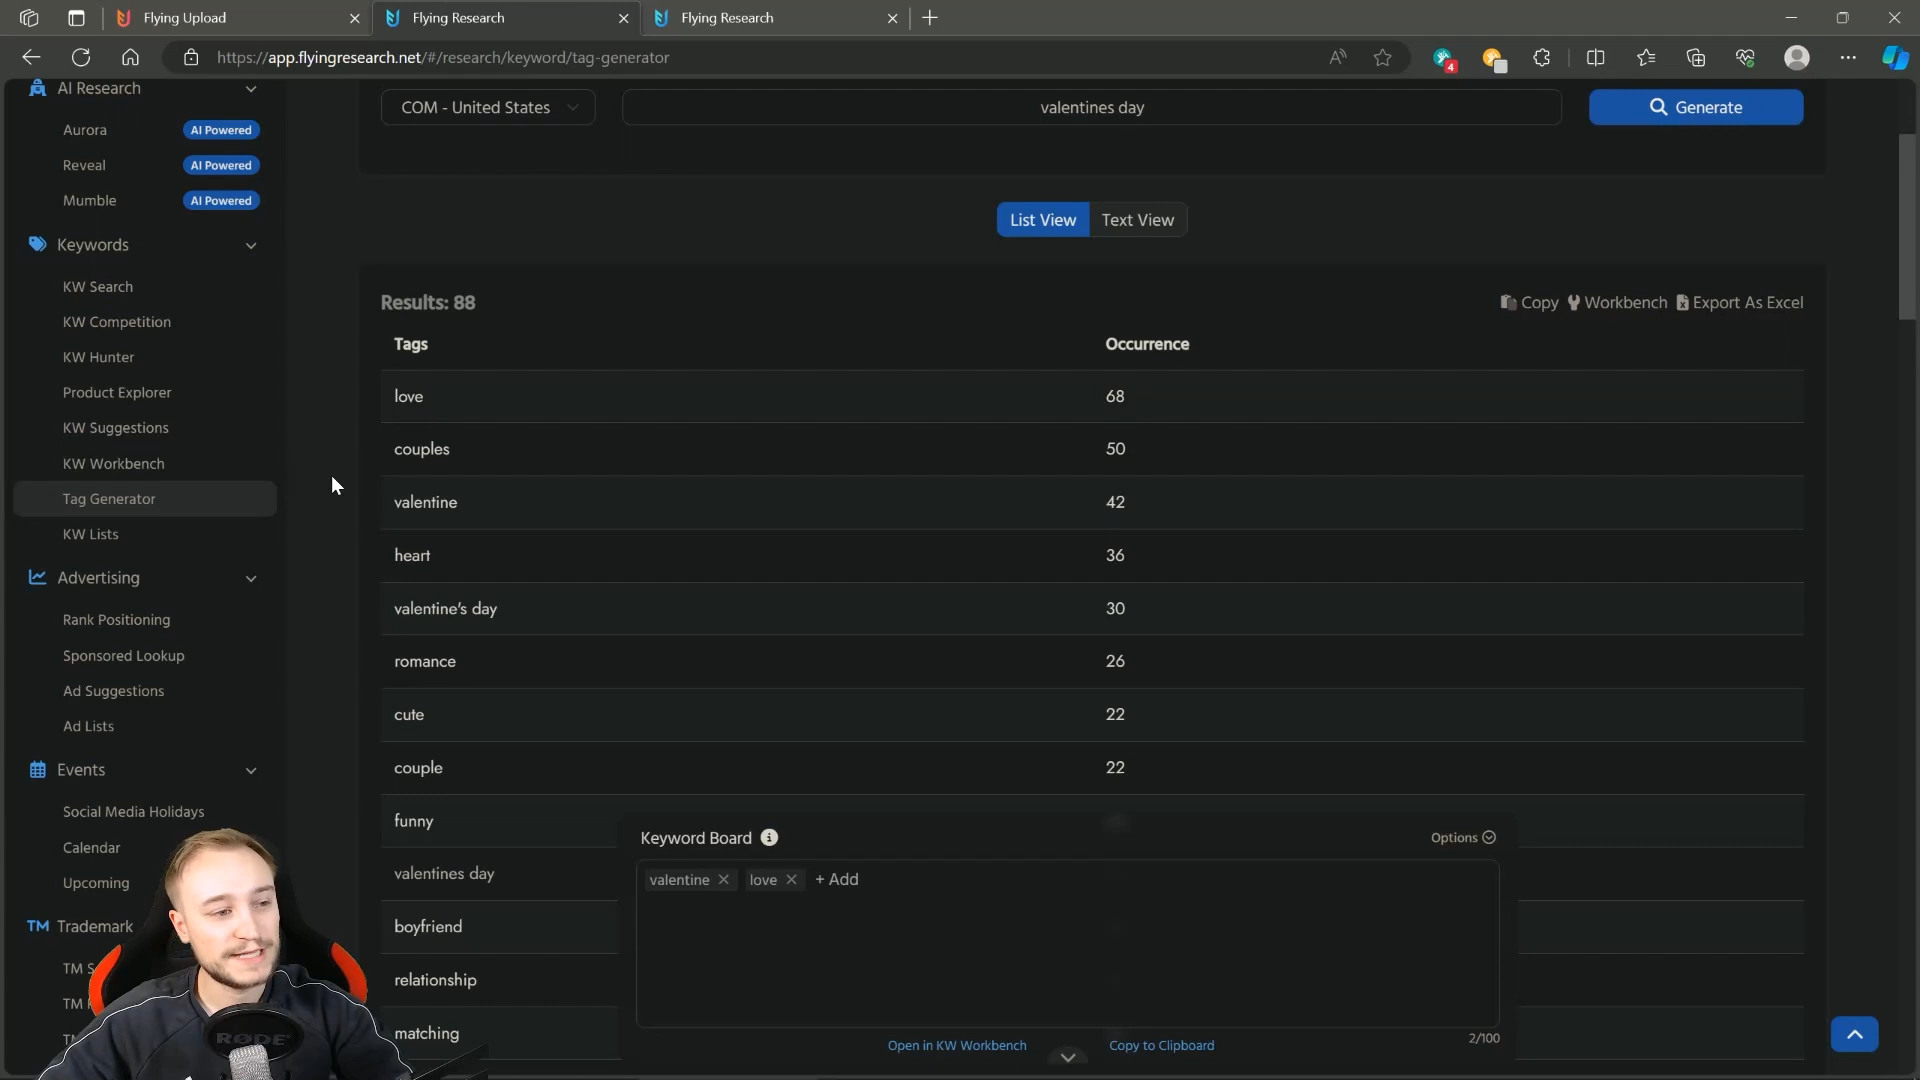 Flying Upload
Flying Research
Flying Research
https://app.flyingresearch.net/#/research/keyword/tag-generator
4
AI Research
Aurora
AI Powered
Reveal
AI Powered
Mumble
AI Powered
Keywords
KW Search
KW Competition
KW Hunter
Product Explorer
KW Suggestions
KW Workbench
Tag Generator
KW Lists
Advertising
Rank Positioning
Sponsored Lookup
Ad Suggestions
Ad Lists
Events
Social Media Holidays
Calendar
Upcoming
TM Trademark
TM
TM
COM - United States
valentines day
Generate
List View
Text View
Results: 88
Copy
Workbench
Export As Excel
Tags Occurrence
love 68
couples 50
valentine 42
heart 36
valentine's day 30
romance 26
cute 22
couple 22
funny
valentines day
boyfriend
relationship
matching
Keyword Board
Options
valentine
love
+ Add
2/100
Open in KW Workbench
Copy to Clipboard
RØDE